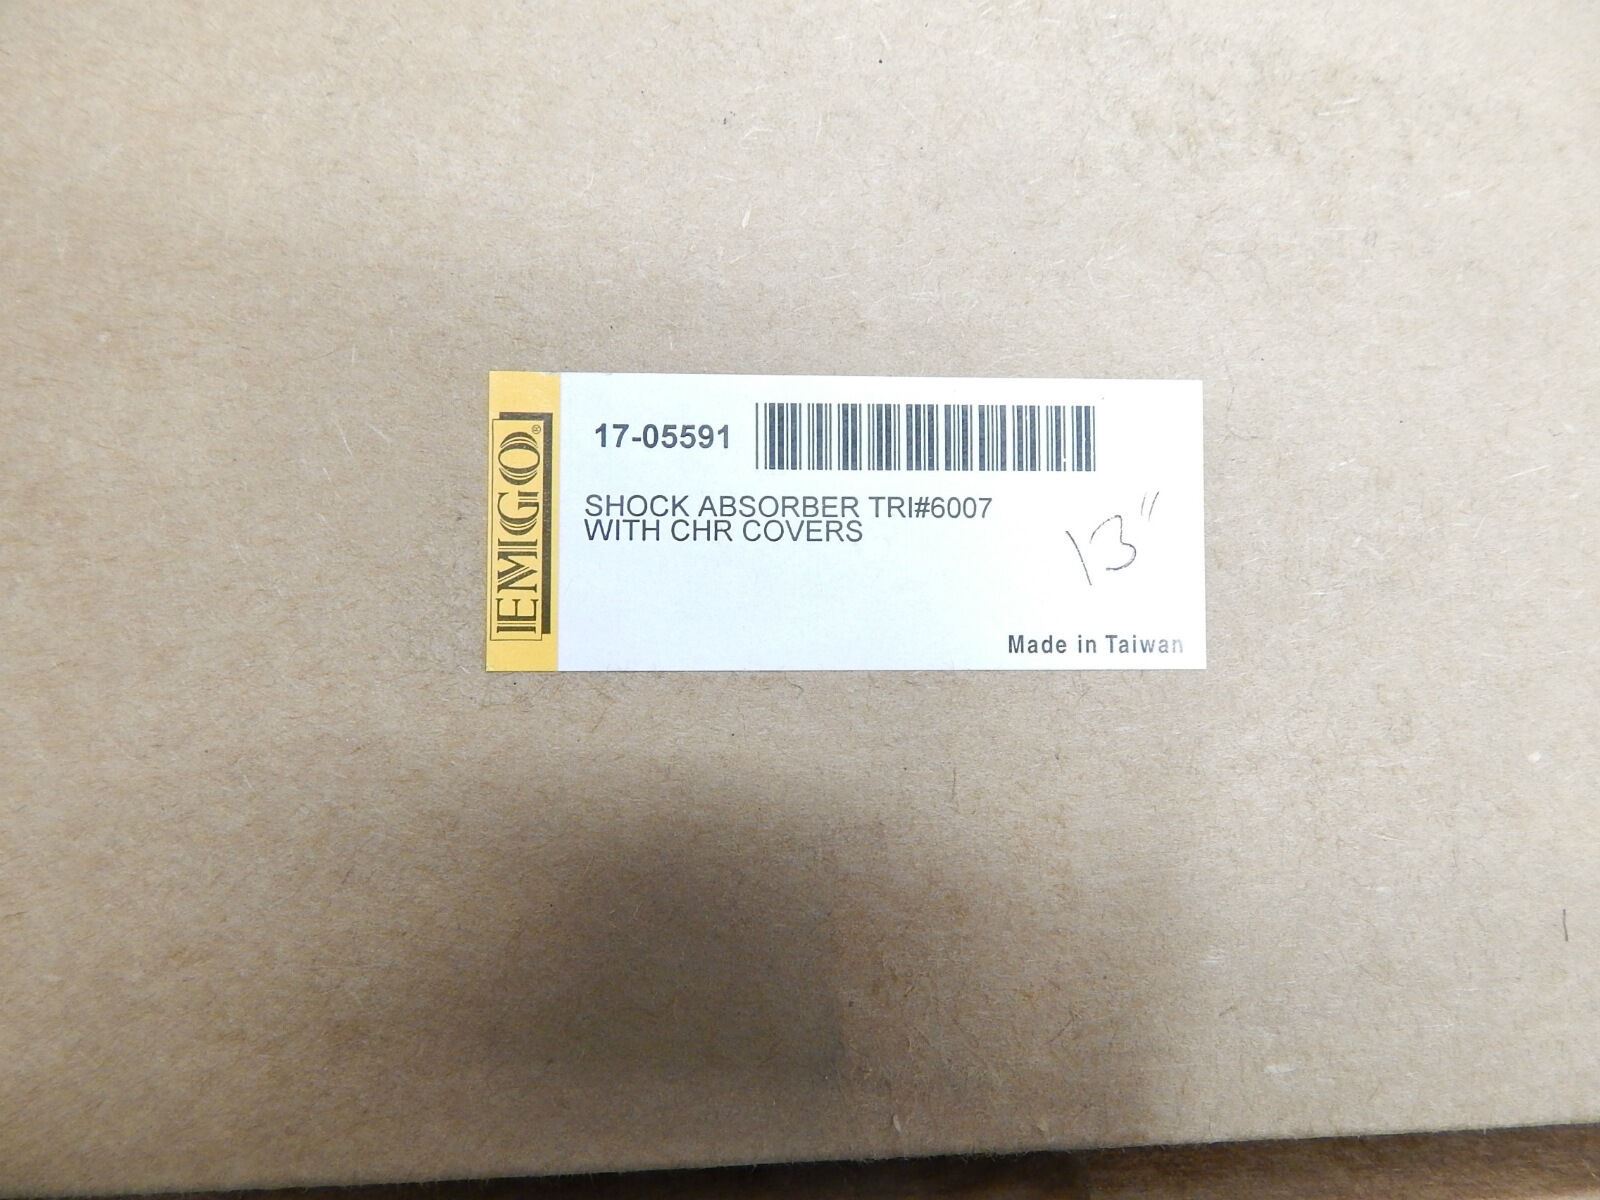 EMGO®
17-05591
SHOCK ABSORBER TRI#6007
WITH CHR COVERS
13"
Made in Taiwan